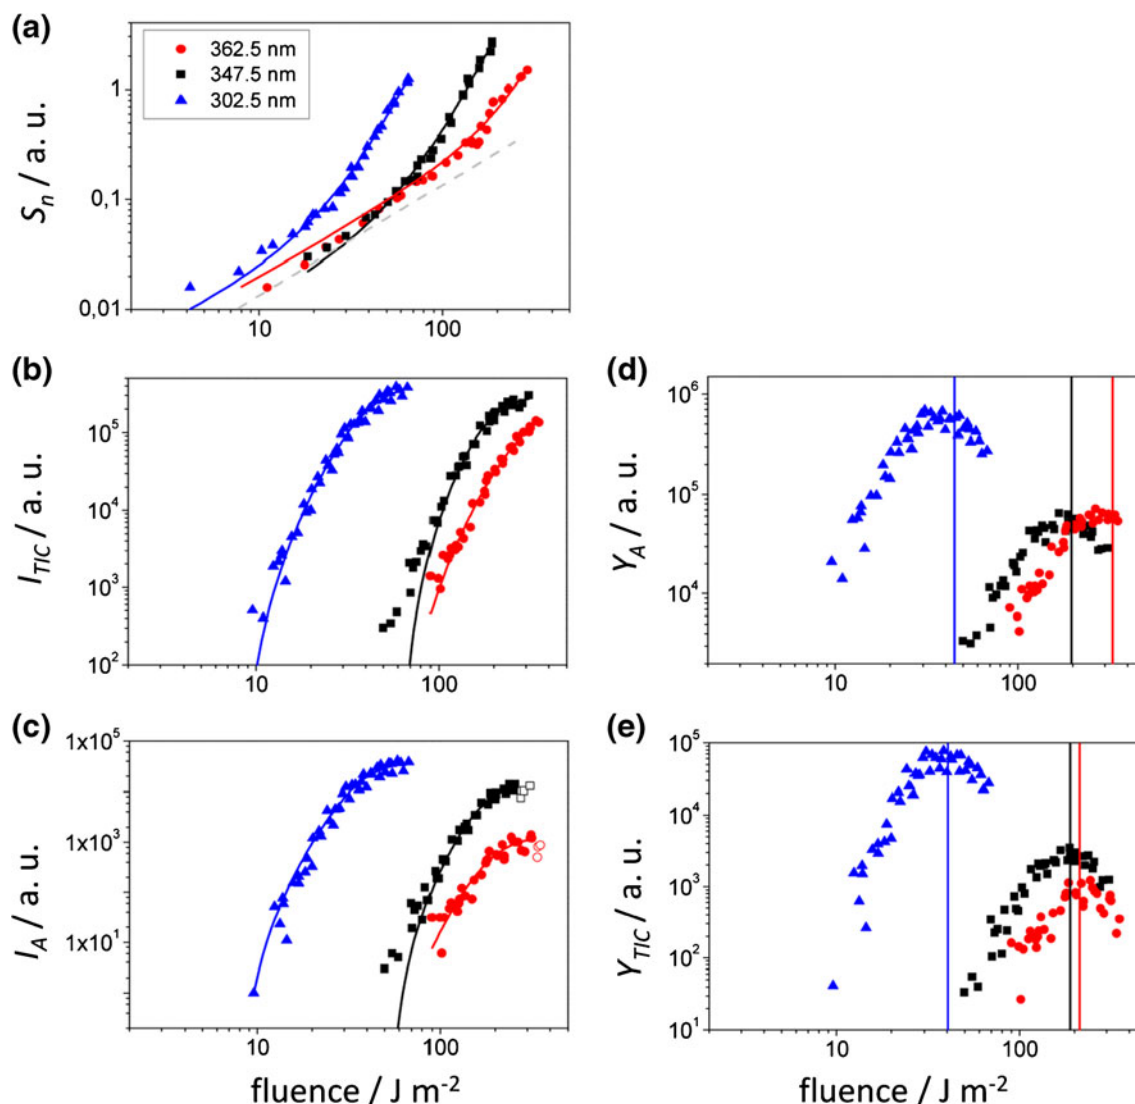 (a)
362.5 nm
347.5 nm
302.5 nm
S_n / a. u.
1
0,1
0,01
10
100
(b)
I_TIC / a. u.
10^5
10^4
10^3
10^2
10
100
(c)
I_A / a. u.
1x10^5
1x10^3
1x10^1
10
100
fluence / J m^-2
(d)
Y_A / a. u.
10^6
10^5
10^4
10
100
(e)
Y_TIC / a. u.
10^5
10^4
10^3
10^2
10^1
10
100
fluence / J m^-2